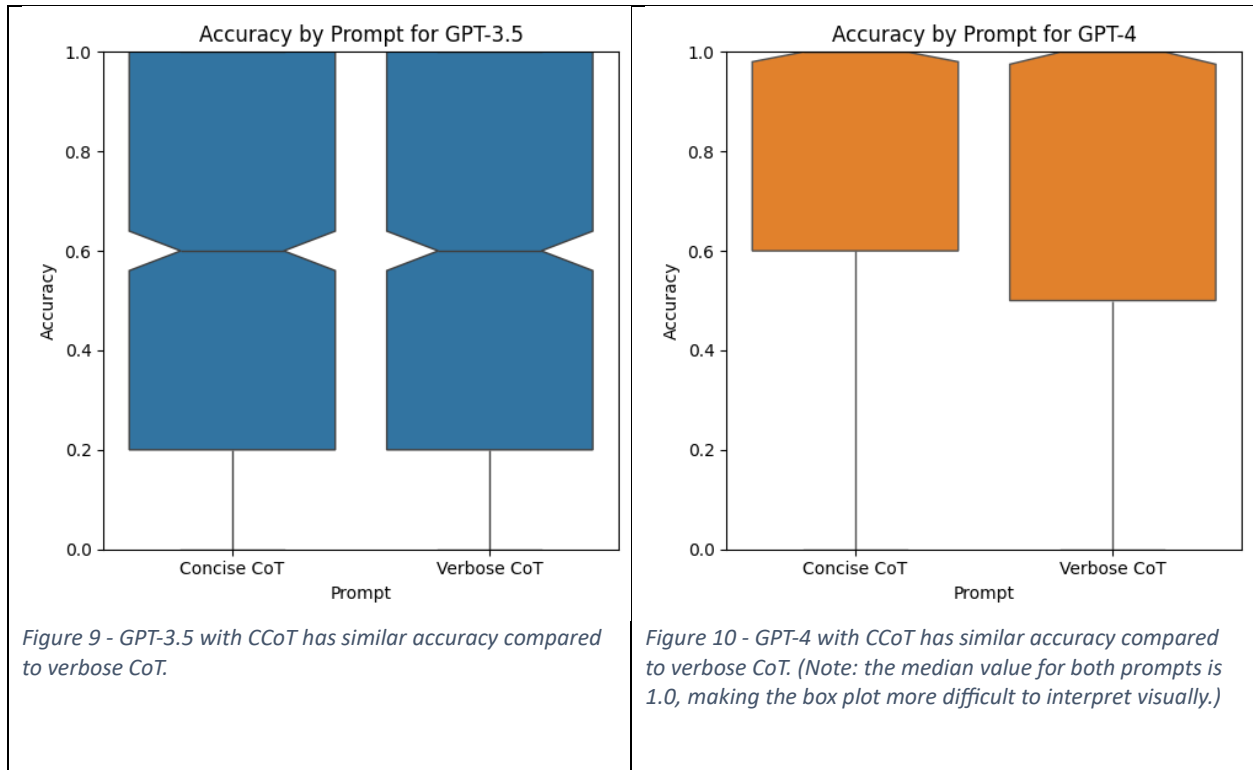 Accuracy by Prompt for GPT-3.5
1.0
0.8
0.6
0.4
0.2
0.0
Accuracy
Concise CoT
Verbose CoT
Prompt
Figure 9 - GPT-3.5 with CCoT has similar accuracy compared
to verbose CoT.
Accuracy by Prompt for GPT-4
1.0
0.8
0.6
0.4
0.2
0.0
Accuracy
Concise CoT
Verbose CoT
Prompt
Figure 10 - GPT-4 with CCoT has similar accuracy compared
to verbose CoT. (Note: the median value for both prompts is
1.0, making the box plot more difficult to interpret visually.)